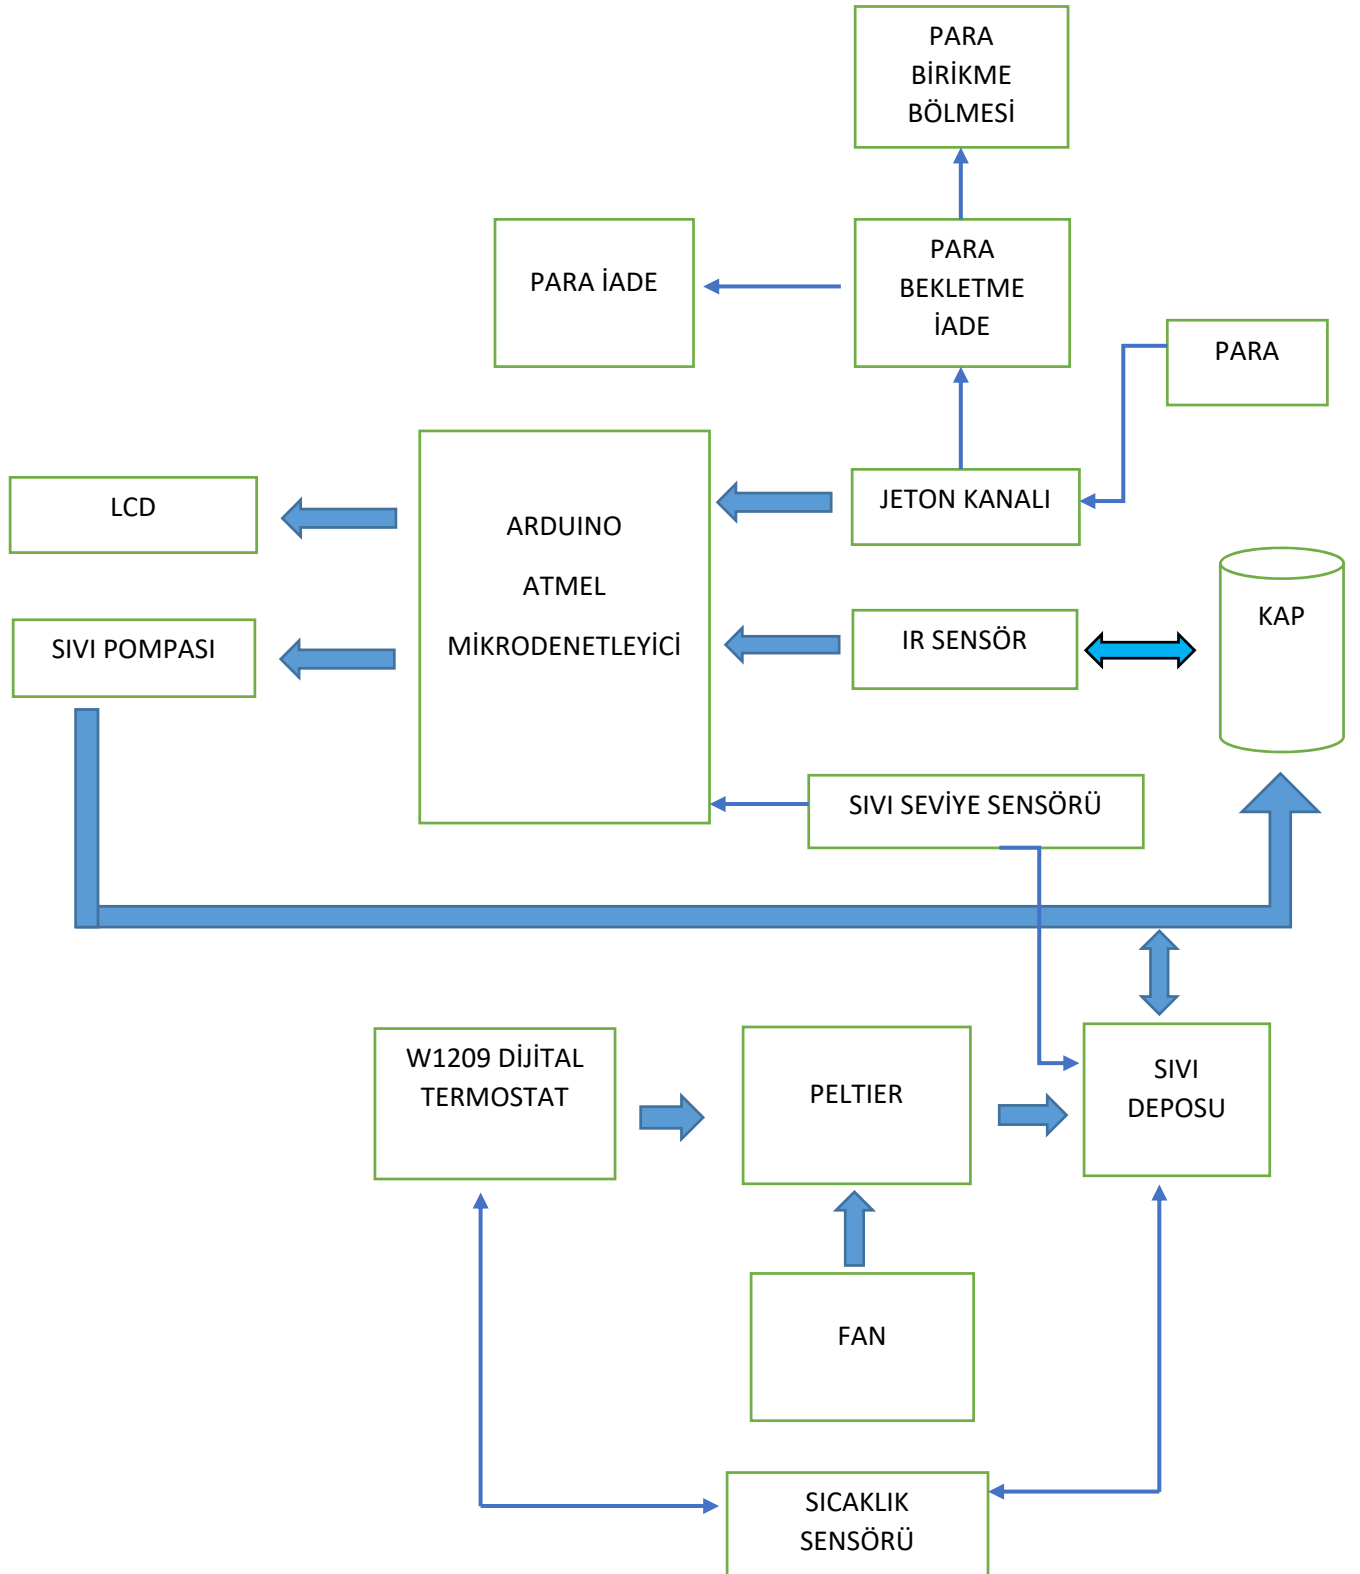 PARA
BİRİKME
BÖLMESİ
PARA İADE
PARA
BEKLETME
İADE
PARA
LCD
ARDUINO
ATMEL
MİKRODENETLEYİCİ
JETON KANALI
SIVI POMPASI
IR SENSÖR
KAP
SIVI SEVİYE SENSÖRÜ
W1209 DİJİTAL
TERMOSTAT
PELTIER
SIVI
DEPOSU
FAN
SICAKLIK
SENSÖRÜ